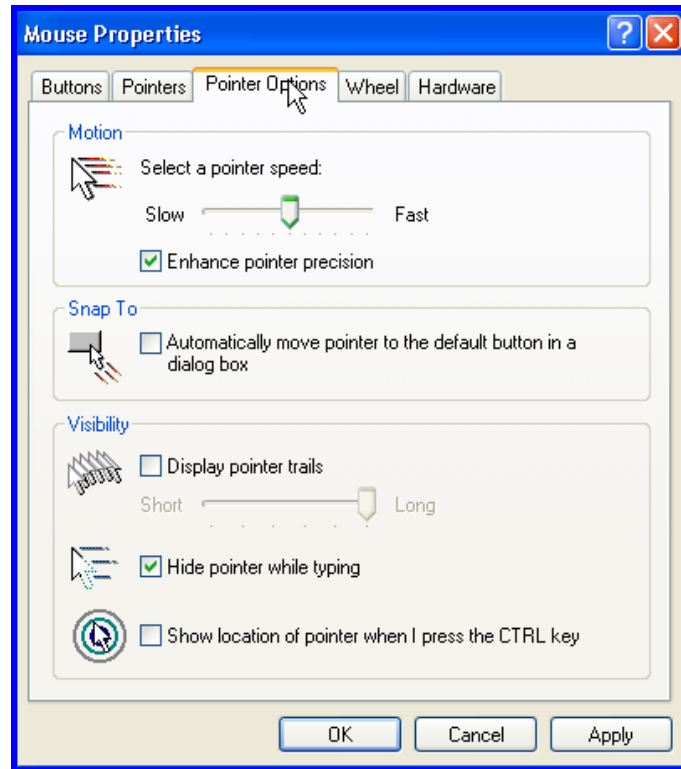 Mouse Properties
Buttons Pointers Pointer Options Wheel Hardware
Motion
Select a pointer speed:
Slow Fast
Enhance pointer precision
Snap To
Automatically move pointer to the default button in a
dialog box
Visibility
Display pointer trails
Short Long
Hide pointer while typing
Show location of pointer when I press the CTRL key
OK Cancel Apply